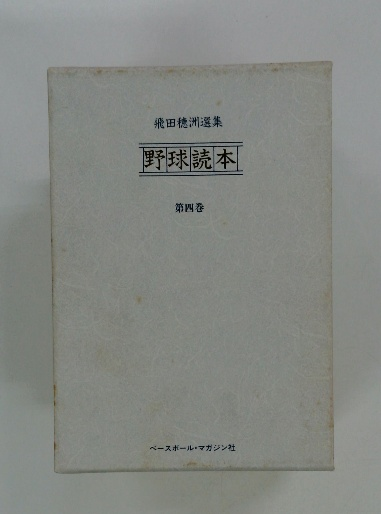 飛田穂洲選集
野球読本
第四巻
ベースボール・マガジン社